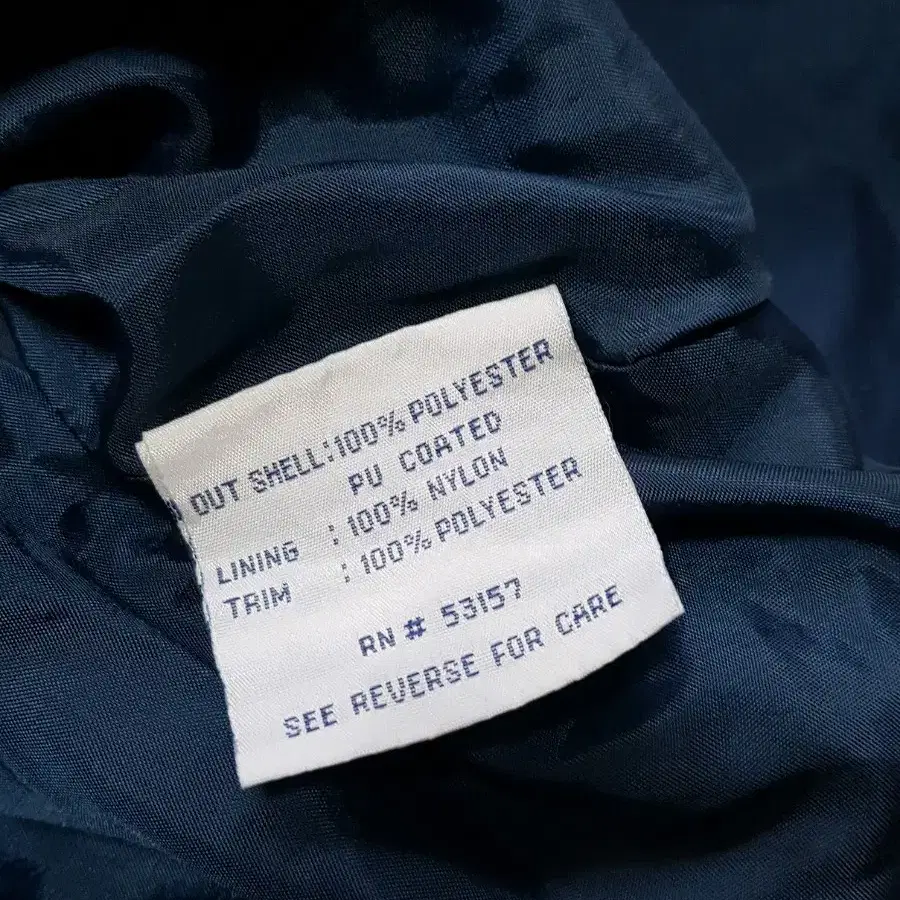 OUT SHELL:100% POLYESTER
PU COATED
LINING : 100% NYLON
TRIM : 100% POLYESTER
RN # 53157
SEE REVERSE FOR CARE